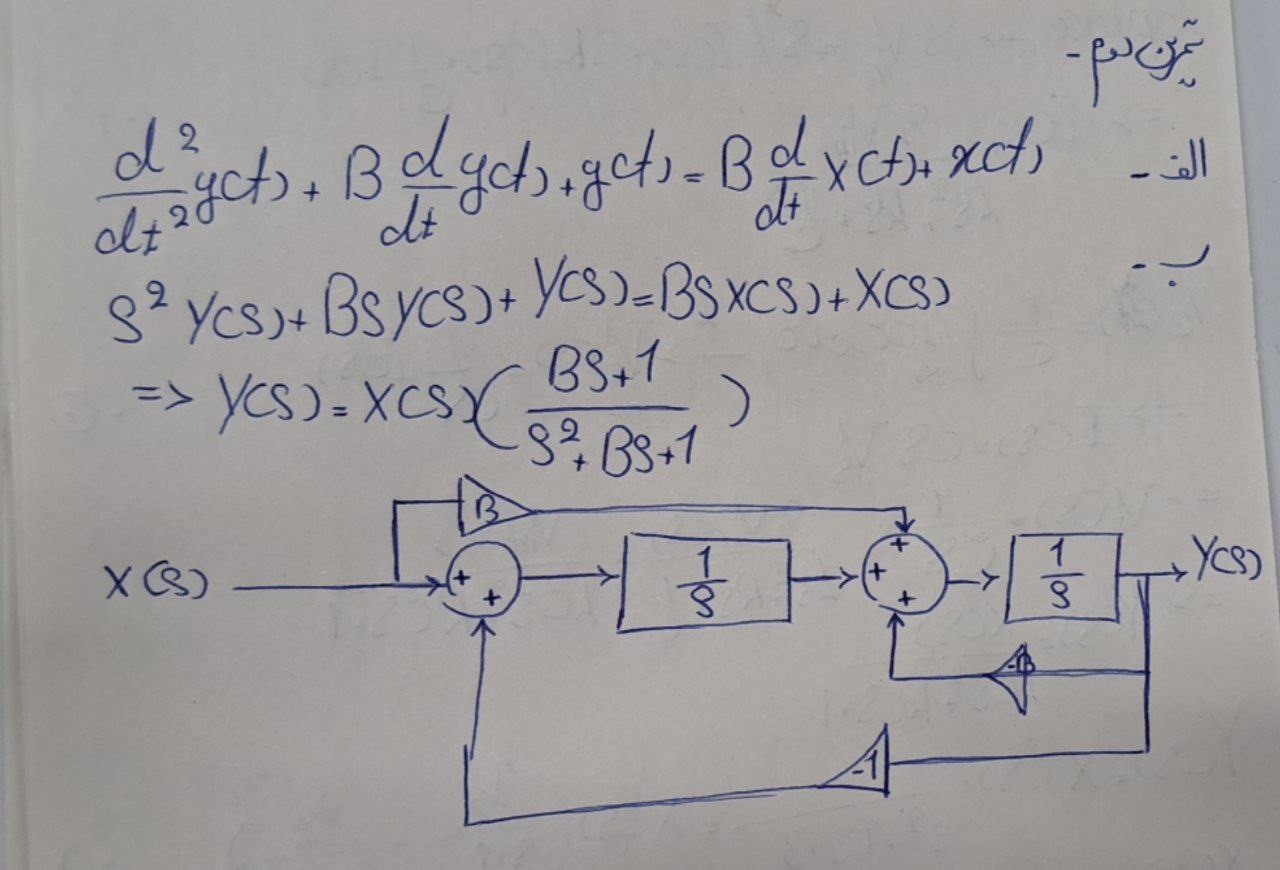 تمرین دوم -
الف - d²/dt² y(t) + B d/dt y(t) + y(t) = B d/dt x(t) + x(t)
ب - S² Y(S) + BS Y(S) + Y(S) = BS X(S) + X(S)
=> Y(S) = X(S) ( BS+1 / S²+BS+1 )
B
X(S) + + 1/S + + + 1/S Y(S)
-B
-1